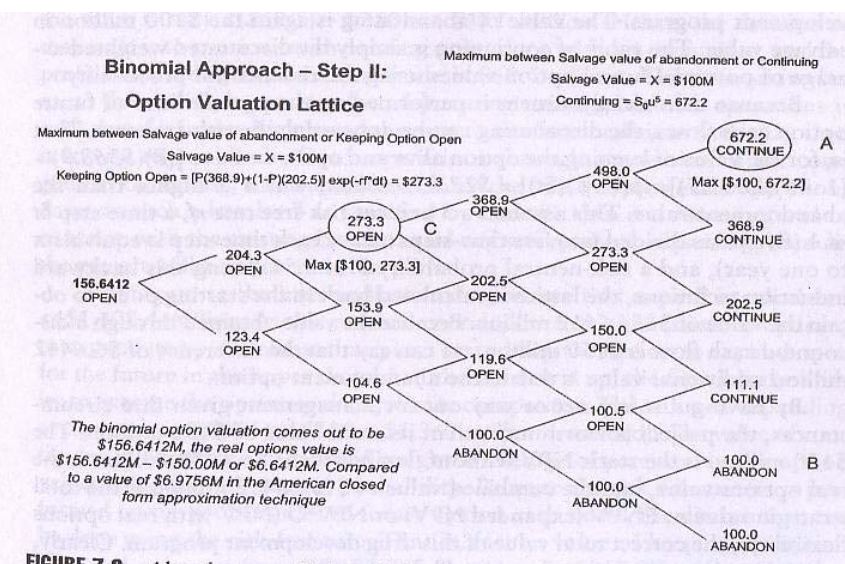 Binomial Approach – Step II:
Option Valuation Lattice
Maximum between Salvage value of abandonment or Continuing
Salvage Value = X = $100M
Continuing = S₀u⁵ = 672.2
Maximum between Salvage value of abandonment or Keeping Option Open
Salvage Value = X = $100M
Keeping Option Open = [P(368.9)+(1-P)(202.5)] exp(-rf*dt) = $273.3
156.6412
OPEN
204.3
OPEN
123.4
OPEN
273.3
OPEN
C
Max [$100, 273.3]
153.9
OPEN
104.6
OPEN
368.9
OPEN
202.5
OPEN
119.6
OPEN
100.0
ABANDON
498.0
OPEN
273.3
OPEN
150.0
OPEN
100.5
OPEN
100.0
ABANDON
672.2
CONTINUE
A
Max [$100, 672.2]
368.9
CONTINUE
202.5
CONTINUE
111.1
CONTINUE
100.0
ABANDON
B
100.0
ABANDON
The binomial option valuation comes out to be
$156.6412M, the real options value is
$156.6412M – $150.00M or $6.6412M. Compared
to a value of $6.9756M in the American closed
form approximation technique.
for the future in
FIGURE 7.8